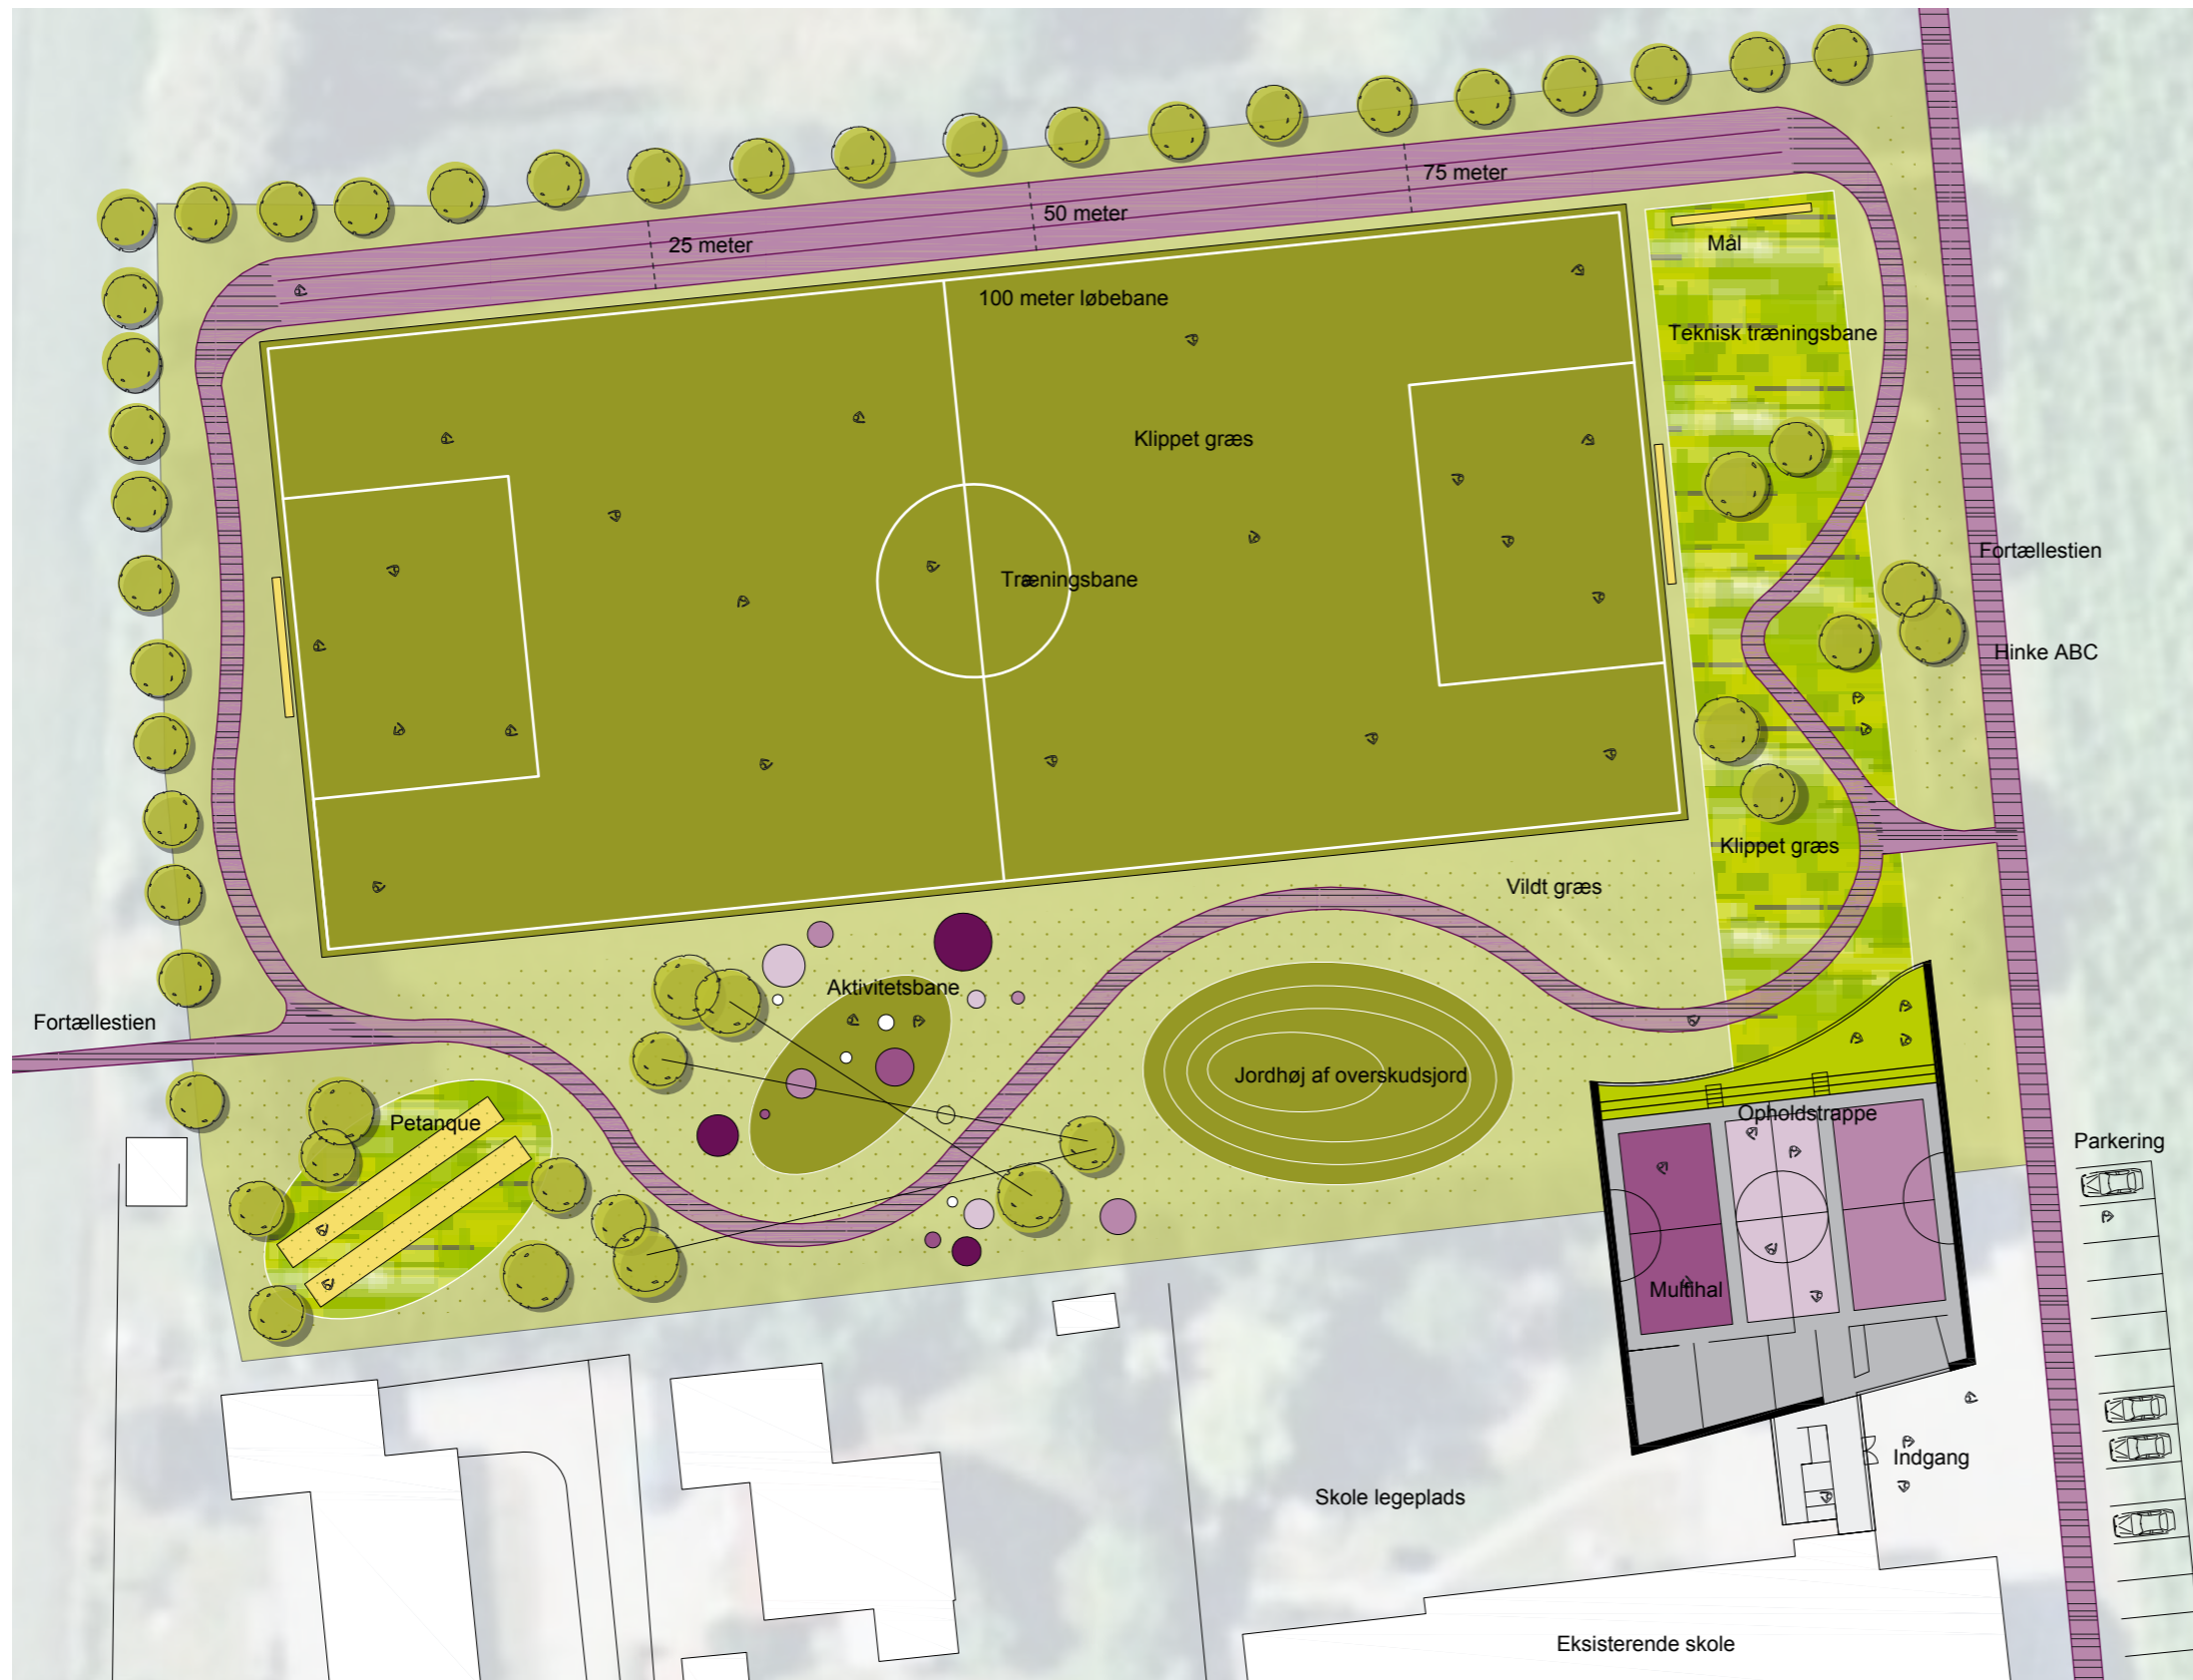 75 meter
50 meter
25 meter
Mål
100 meter løbebane
Teknisk træningsbane
Klippet græs
Fortællestien
Træningsbane
Hinke ABC
Klippet græs
Vildt græs
Aktivitetsbane
Fortællestien
Jordhøj af overskudsjord
Opholdstrappe
Petanque
Parkering
Multihal
Indgang
Skole legeplads
Eksisterende skole